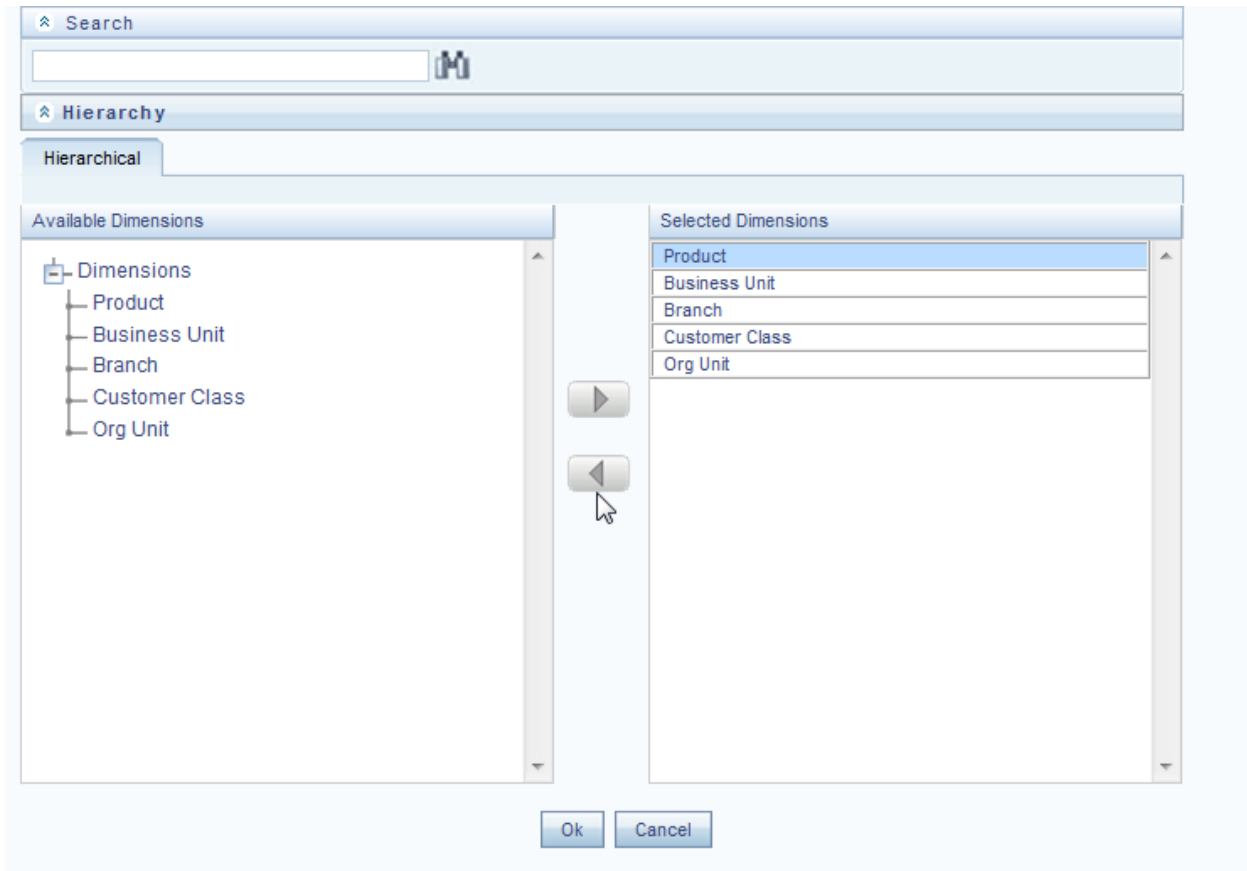 Search
Hierarchy
Hierarchical
Available Dimensions
Dimensions
Product
Business Unit
Branch
Customer Class
Org Unit
Selected Dimensions
Product
Business Unit
Branch
Customer Class
Org Unit
Ok
Cancel